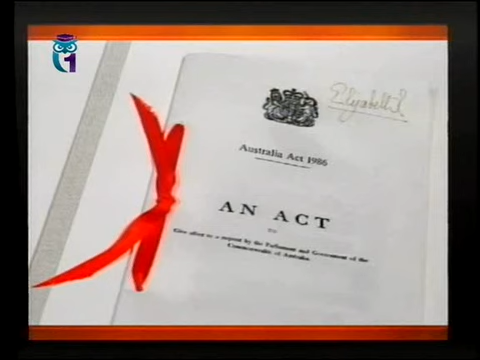 1
Elizabeth R
Australia Act 1986
AN ACT
TO
Give effect to a request by the Parliament and Government of the
Commonwealth of Australia.